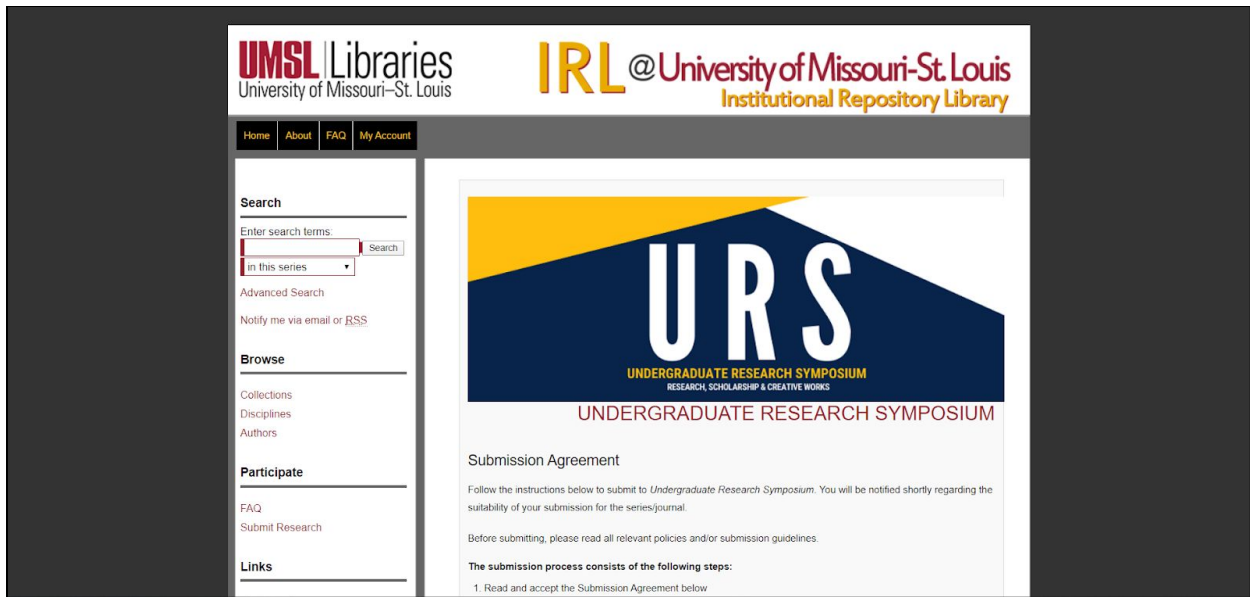 UMSL Libraries
University of Missouri–St. Louis
IRL @ University of Missouri-St. Louis
Institutional Repository Library
Home About FAQ My Account
Search
Enter search terms:
Search
in this series
Advanced Search
Notify me via email or RSS
Browse
Collections
Disciplines
Authors
Participate
FAQ
Submit Research
Links
URS
UNDERGRADUATE RESEARCH SYMPOSIUM
RESEARCH, SCHOLARSHIP & CREATIVE WORKS
UNDERGRADUATE RESEARCH SYMPOSIUM
Submission Agreement
Follow the instructions below to submit to Undergraduate Research Symposium. You will be notified shortly regarding the
suitability of your submission for the series/journal.
Before submitting, please read all relevant policies and/or submission guidelines.
The submission process consists of the following steps:
1. Read and accept the Submission Agreement below